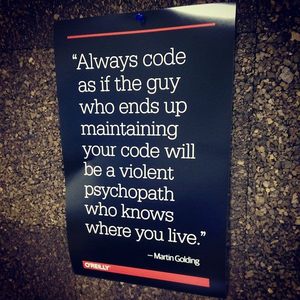 “Always code
as if the guy
who ends up
maintaining
your code will
be a violent
psychopath
who knows
where you live.”
— Martin Golding
O'REILLY